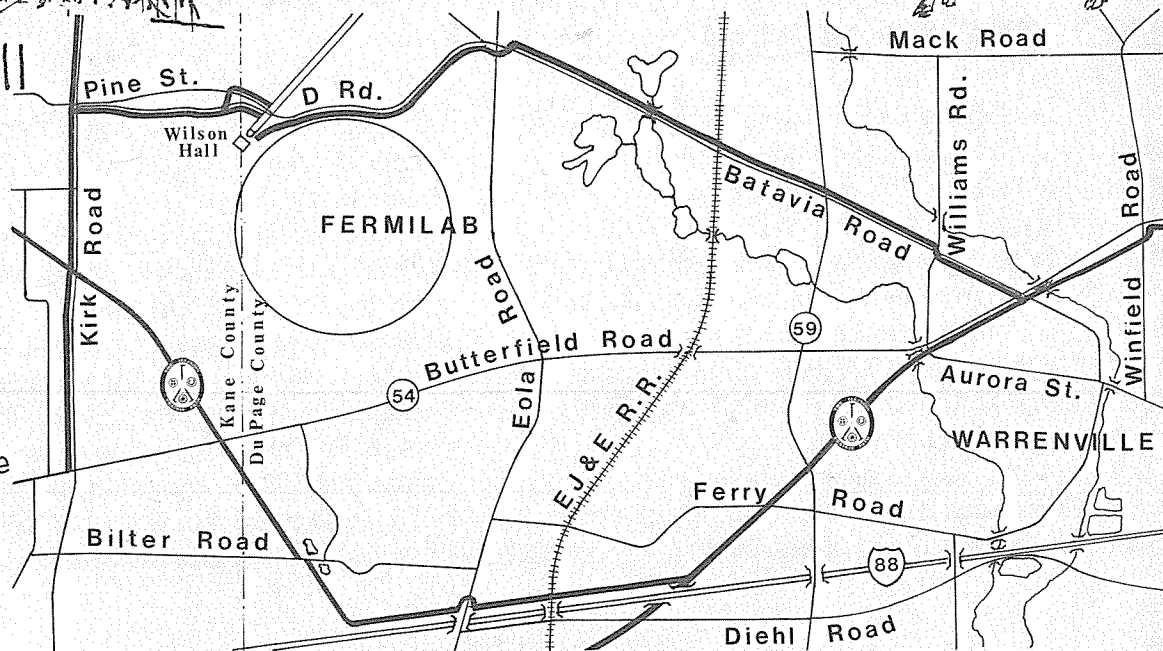 ll
Mack Road
Pine St.
D Rd.
Wilson
Hall
Williams Rd.
Batavia Road
Road
FERMILAB
Kirk Road
Eola Road
Kane County
Du Page County
59
Butterfield Road
54
Winfield
Aurora St.
WARRENVILLE
E J & E R.R.
Ferry Road
e
Bilter Road
88
Diehl Road